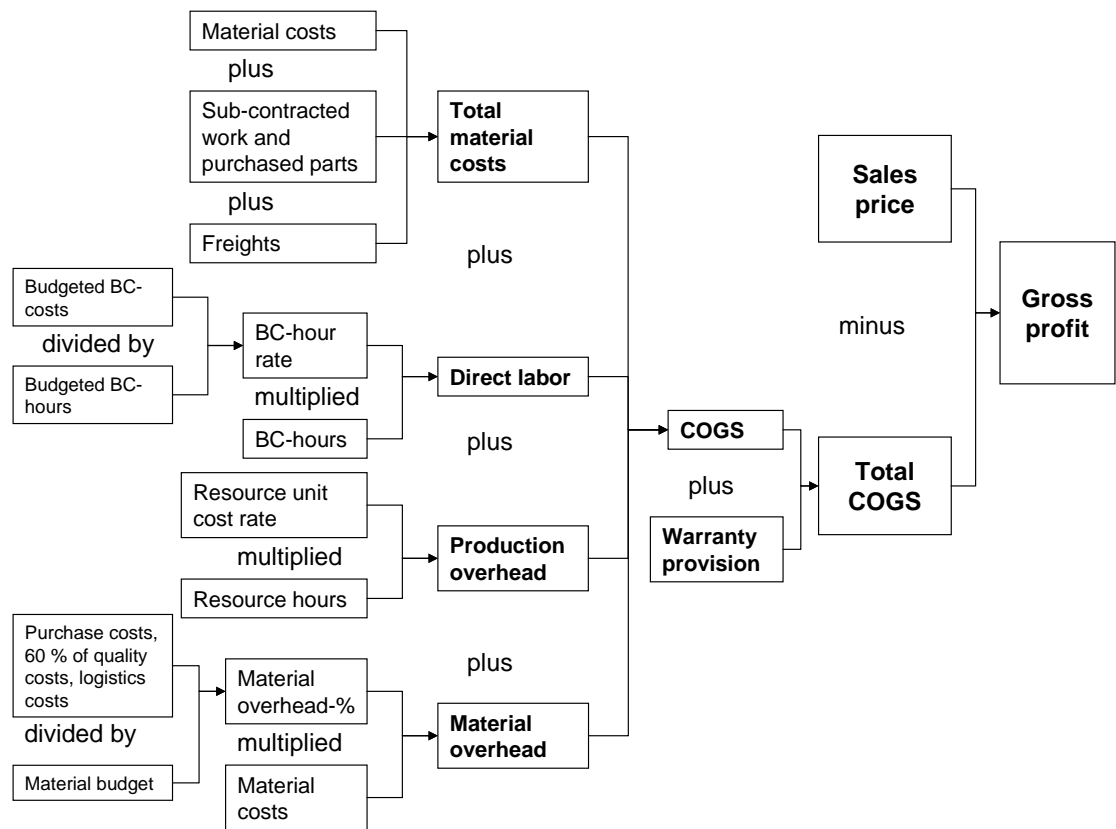 Material costs
plus
Sub-contracted
work and
purchased parts
plus
Freights
Total
material
costs
plus
Budgeted BC-
costs
divided by
Budgeted BC-
hours
BC-hour
rate
multiplied
BC-hours
Direct labor
plus
Resource unit
cost rate
multiplied
Resource hours
Production
overhead
plus
Purchase costs,
60 % of quality
costs, logistics
costs
divided by
Material budget
Material
overhead-%
multiplied
Material
costs
Material
overhead
COGS
plus
Warranty
provision
Sales
price
minus
Total
COGS
Gross
profit